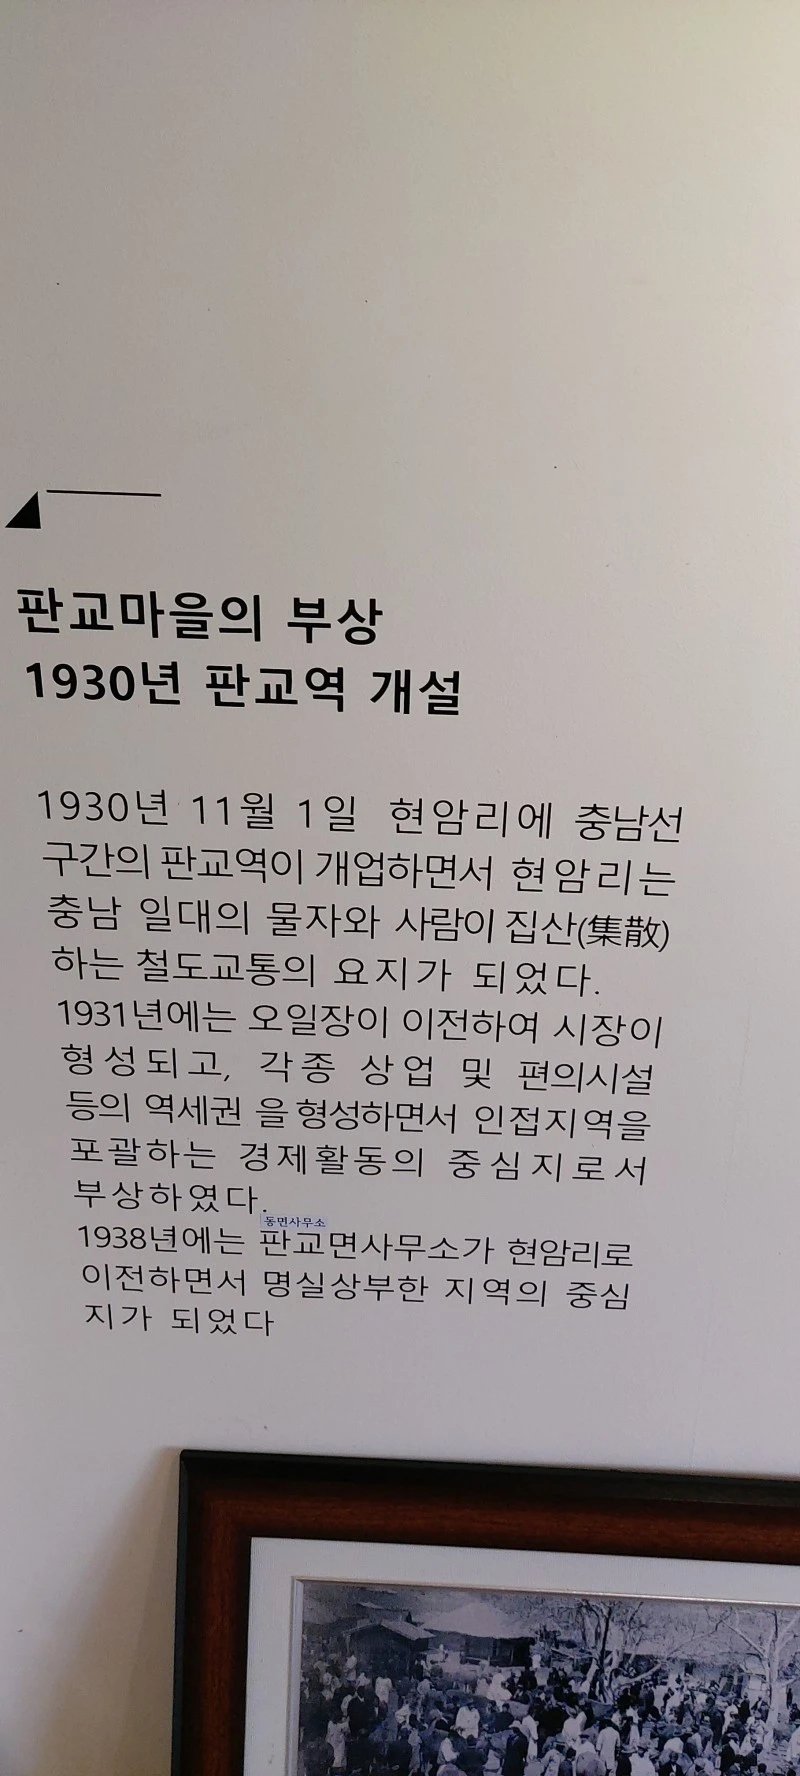 판교마을의 부상
1930년 판교역 개설
1930년 11월 1일 현암리에 충남선
구간의 판교역이 개업하면서 현암리는
충남 일대의 물자와 사람이 집산(集散)
하는 철도교통의 요지가 되었다.
1931년에는 오일장이 이전하여 시장이
형성되고, 각종 상업 및 편의시설
등의 역세권 을 형성하면서 인접지역을
포괄하는 경제활동의 중심지로서
부상하였다.
동면사무소
1938년에는 판교면사무소가 현암리로
이전하면서 명실상부한 지역의 중심
지가 되었다